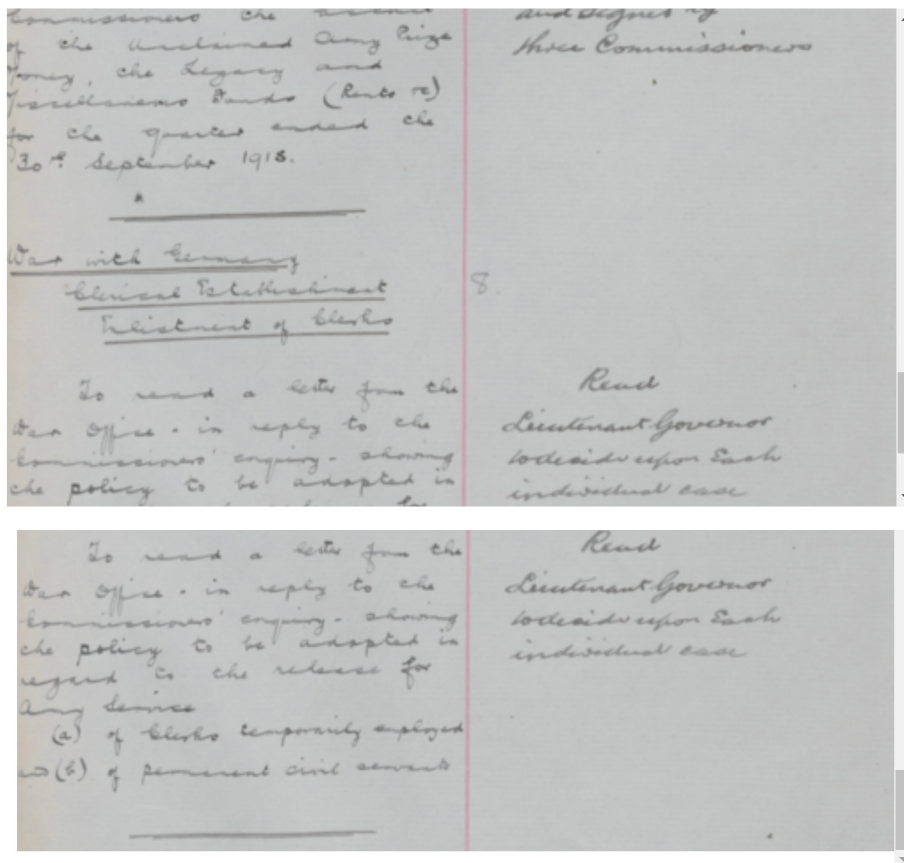 Commissioners the account
of the Unclaimed Army Prize
Money, the Legacy and
Miscellaneous Funds (Rents &c)
for the quarter ended the
30th September 1915.
and signed by
three Commissioners
War with Germany
Clerical Establishment
Enlistment of Clerks
8.
To read a letter from the
War Office - in reply to the
Commissioners' enquiry - showing
the policy to be adopted in
Read
Lieutenant Governor
to decide upon Each
individual case
To read a letter from the
War Office - in reply to the
Commissioners' enquiry - showing
the policy to be adopted in
regard to the release for
Army Service
(a) of Clerks temporarily employed
and (b) of permanent civil servants
Read
Lieutenant Governor
to decide upon Each
individual case